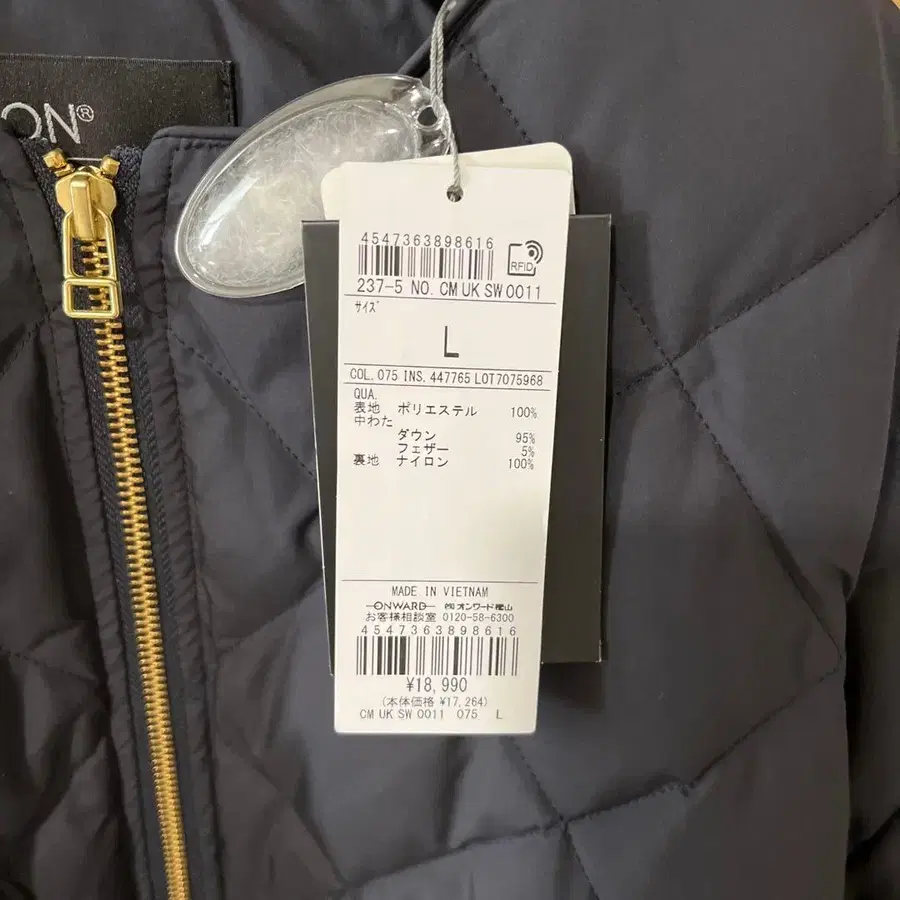 ON®
4547363898616
RFID
237-5 NO. CM UK SW 0011
サイズ
L
COL. 075 INS. 447765 LOT7075968
QUA.
表地 ポリエステル 100%
中わた
ダウン 95%
フェザー 5%
裏地 ナイロン 100%
MADE IN VIETNAM
ONWARD ㈱オンワード樫山
お客様相談室 0120-58-6300
4547363898616
¥18,990
(本体価格 ¥17,264)
CM UK SW 0011 075 L